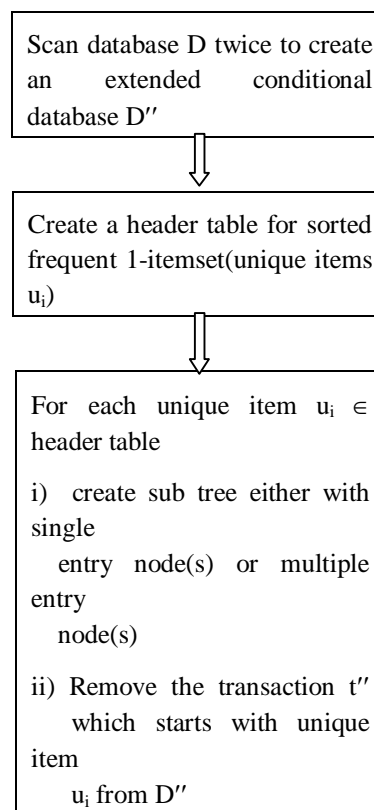 Scan database D twice to create
an extended conditional
database D′′
Create a header table for sorted
frequent 1-itemset(unique items
uᵢ)
For each unique item uᵢ ∈
header table
i) create sub tree either with
single
entry node(s) or multiple
entry
node(s)
ii) Remove the transaction t′′
which starts with unique
item
uᵢ from D′′